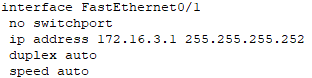 interface FastEthernet0/1
 no switchport
 ip address 172.16.3.1 255.255.255.252
 duplex auto
 speed auto